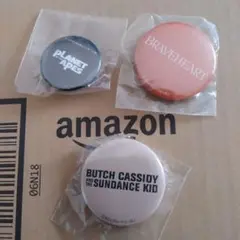 PLANET
OF THE
APES
BRAVEHEART
amazon
06N18
BUTCH CASSIDY
AND THE
SUNDANCE KID